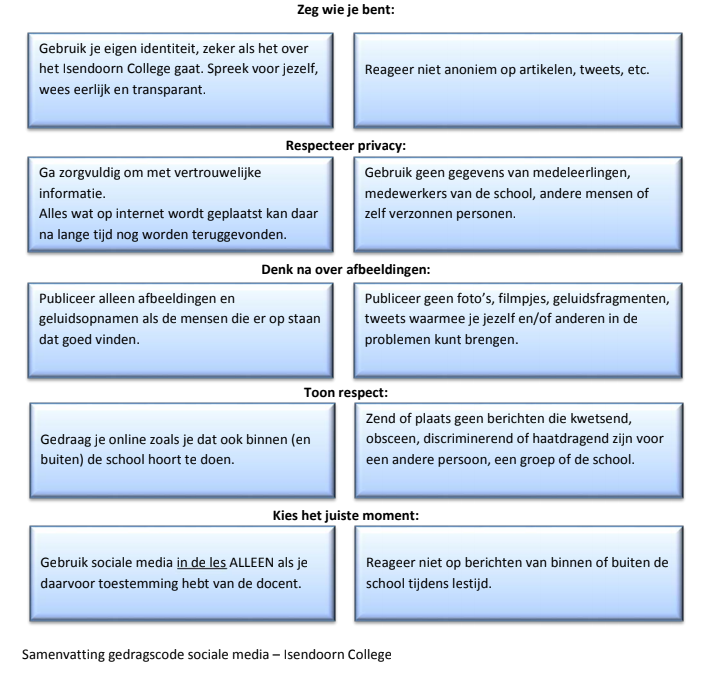 Zeg wie je bent:
Gebruik je eigen identiteit, zeker als het over
het Isendoorn College gaat. Spreek voor jezelf,
wees eerlijk en transparant.
Reageer niet anoniem op artikelen, tweets, etc.
Respecteer privacy:
Ga zorgvuldig om met vertrouwelijke
informatie.
Alles wat op internet wordt geplaatst kan daar
na lange tijd nog worden teruggevonden.
Gebruik geen gegevens van medeleerlingen,
medewerkers van de school, andere mensen of
zelf verzonnen personen.
Denk na over afbeeldingen:
Publiceer alleen afbeeldingen en
geluidsopnamen als de mensen die er op staan
dat goed vinden.
Publiceer geen foto’s, filmpjes, geluidsfragmenten,
tweets waarmee je jezelf en/of anderen in de
problemen kunt brengen.
Toon respect:
Gedraag je online zoals je dat ook binnen (en
buiten) de school hoort te doen.
Zend of plaats geen berichten die kwetsend,
obsceen, discriminerend of haatdragend zijn voor
een andere persoon, een groep of de school.
Kies het juiste moment:
Gebruik sociale media in de les ALLEEN als je
daarvoor toestemming hebt van de docent.
Reageer niet op berichten van binnen of buiten de
school tijdens lestijd.
Samenvatting gedragscode sociale media – Isendoorn College